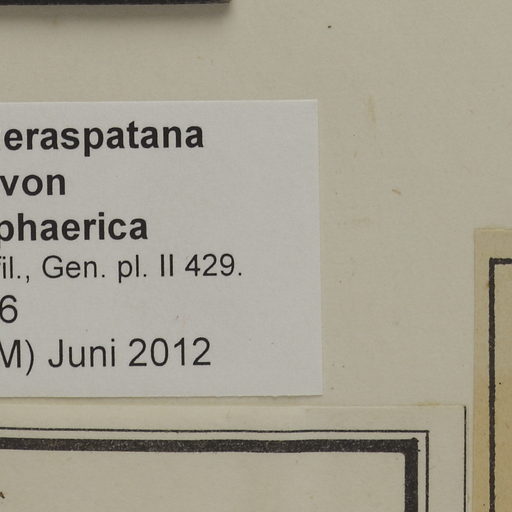 eraspatana
von
phaerica
fil., Gen. pl. II 429.
6
M) Juni 2012